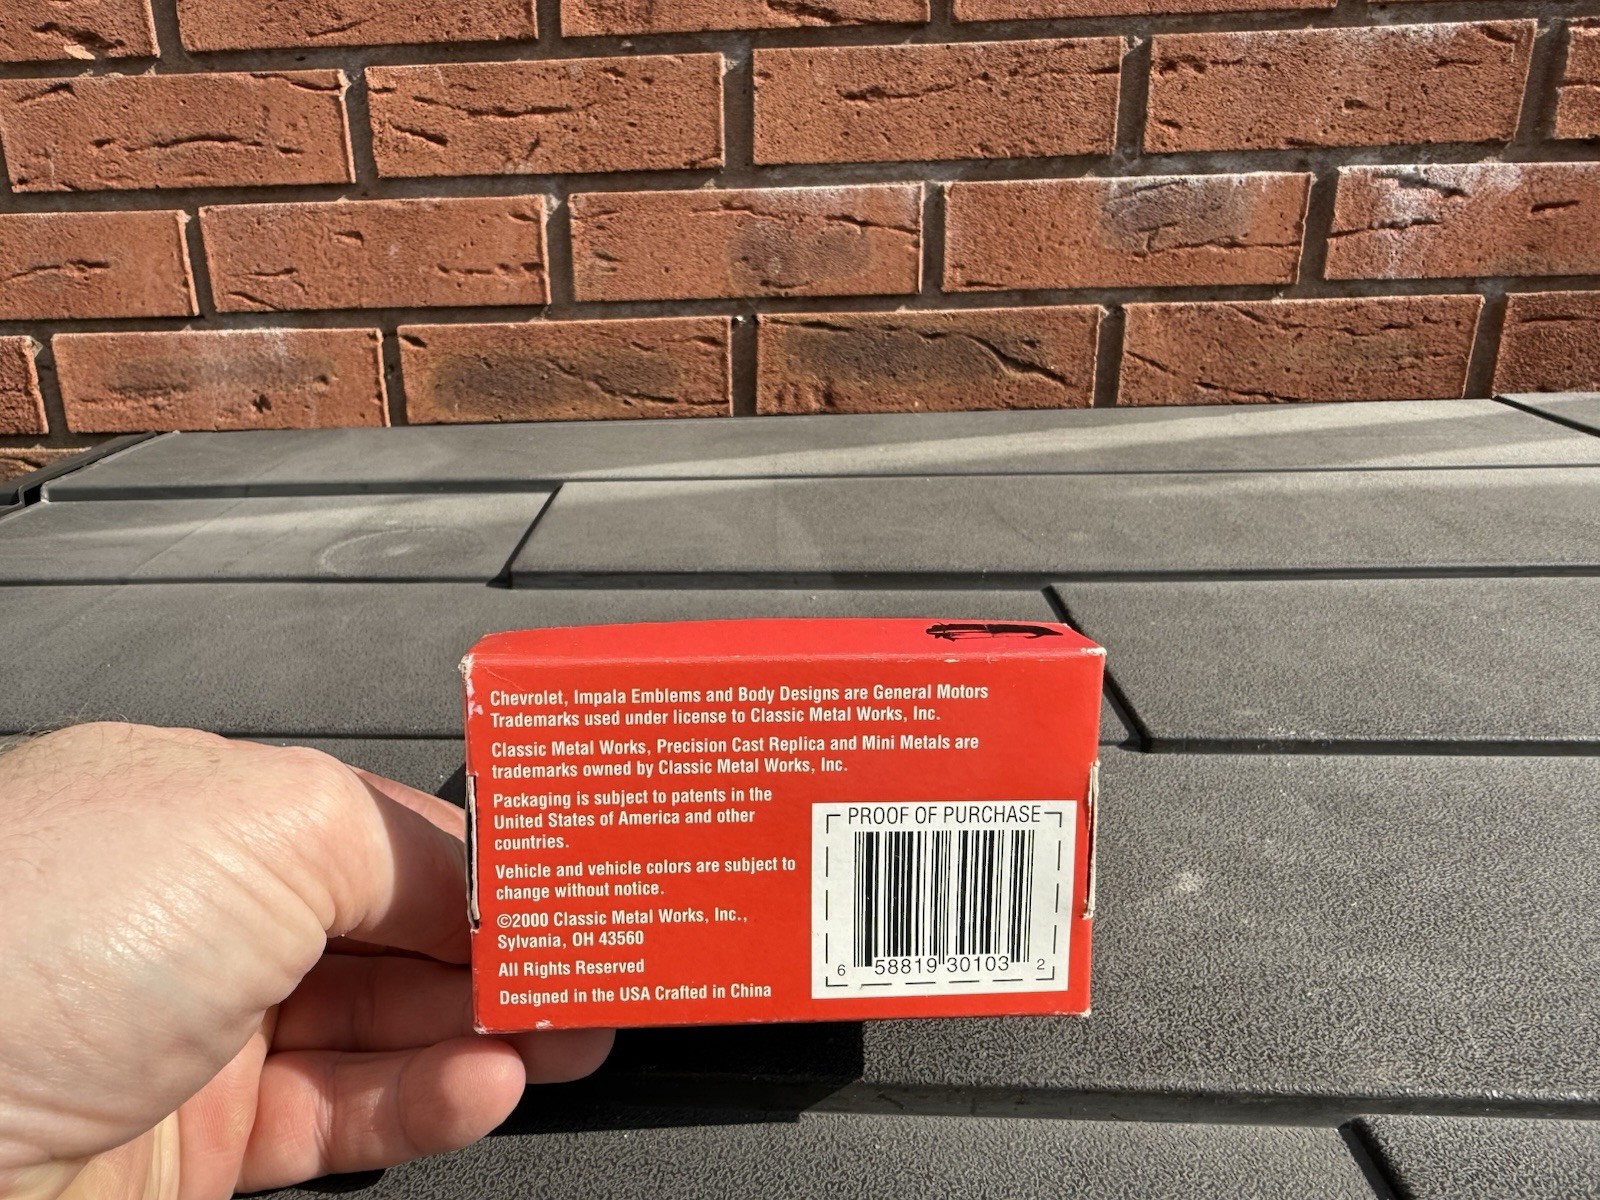 Chevrolet, Impala Emblems and Body Designs are General Motors
Trademarks used under license to Classic Metal Works, Inc.
Classic Metal Works, Precision Cast Replica and Mini Metals are
trademarks owned by Classic Metal Works, Inc.
Packaging is subject to patents in the
United States of America and other
countries.
Vehicle and vehicle colors are subject to
change without notice.
©2000 Classic Metal Works, Inc.,
Sylvania, OH 43560
All Rights Reserved
Designed in the USA Crafted in China
PROOF OF PURCHASE
6 58819 30103 2